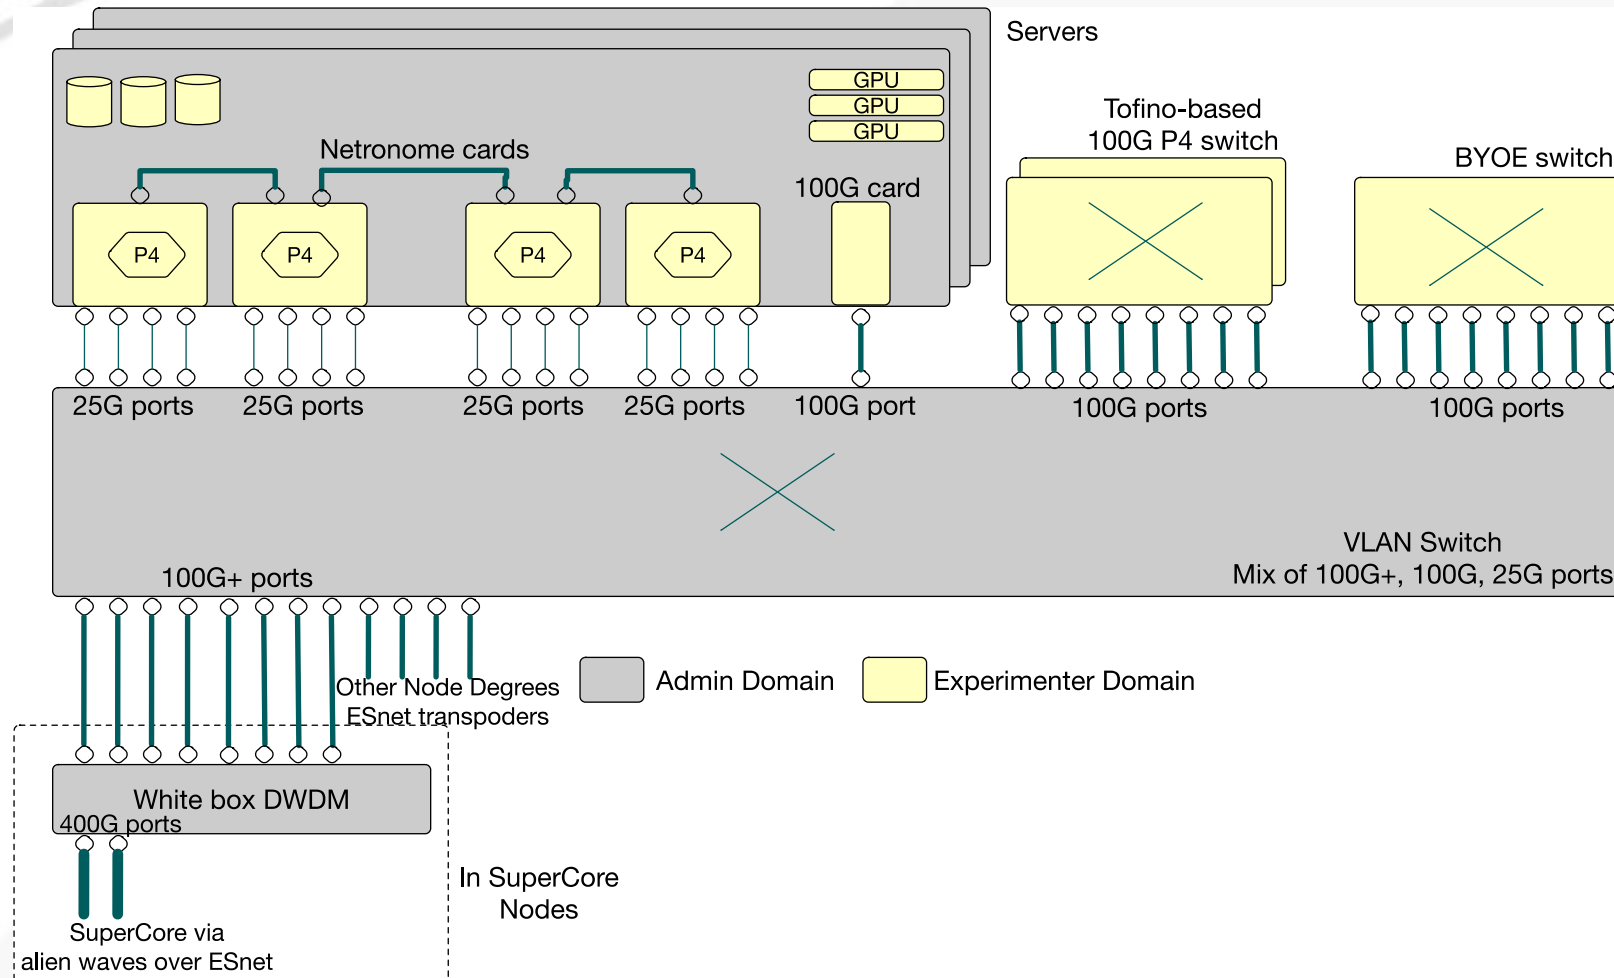 Servers
GPU
GPU
GPU
Tofino-based
100G P4 switch
BYOE switch
Netronome cards
100G card
P4
P4
P4
P4
25G ports
25G ports
25G ports
25G ports
100G port
100G ports
100G ports
VLAN Switch
Mix of 100G+, 100G, 25G ports
100G+ ports
Other Node Degrees
ESnet transpoders
Admin Domain
Experimenter Domain
White box DWDM
400G ports
In SuperCore
Nodes
SuperCore via
alien waves over ESnet